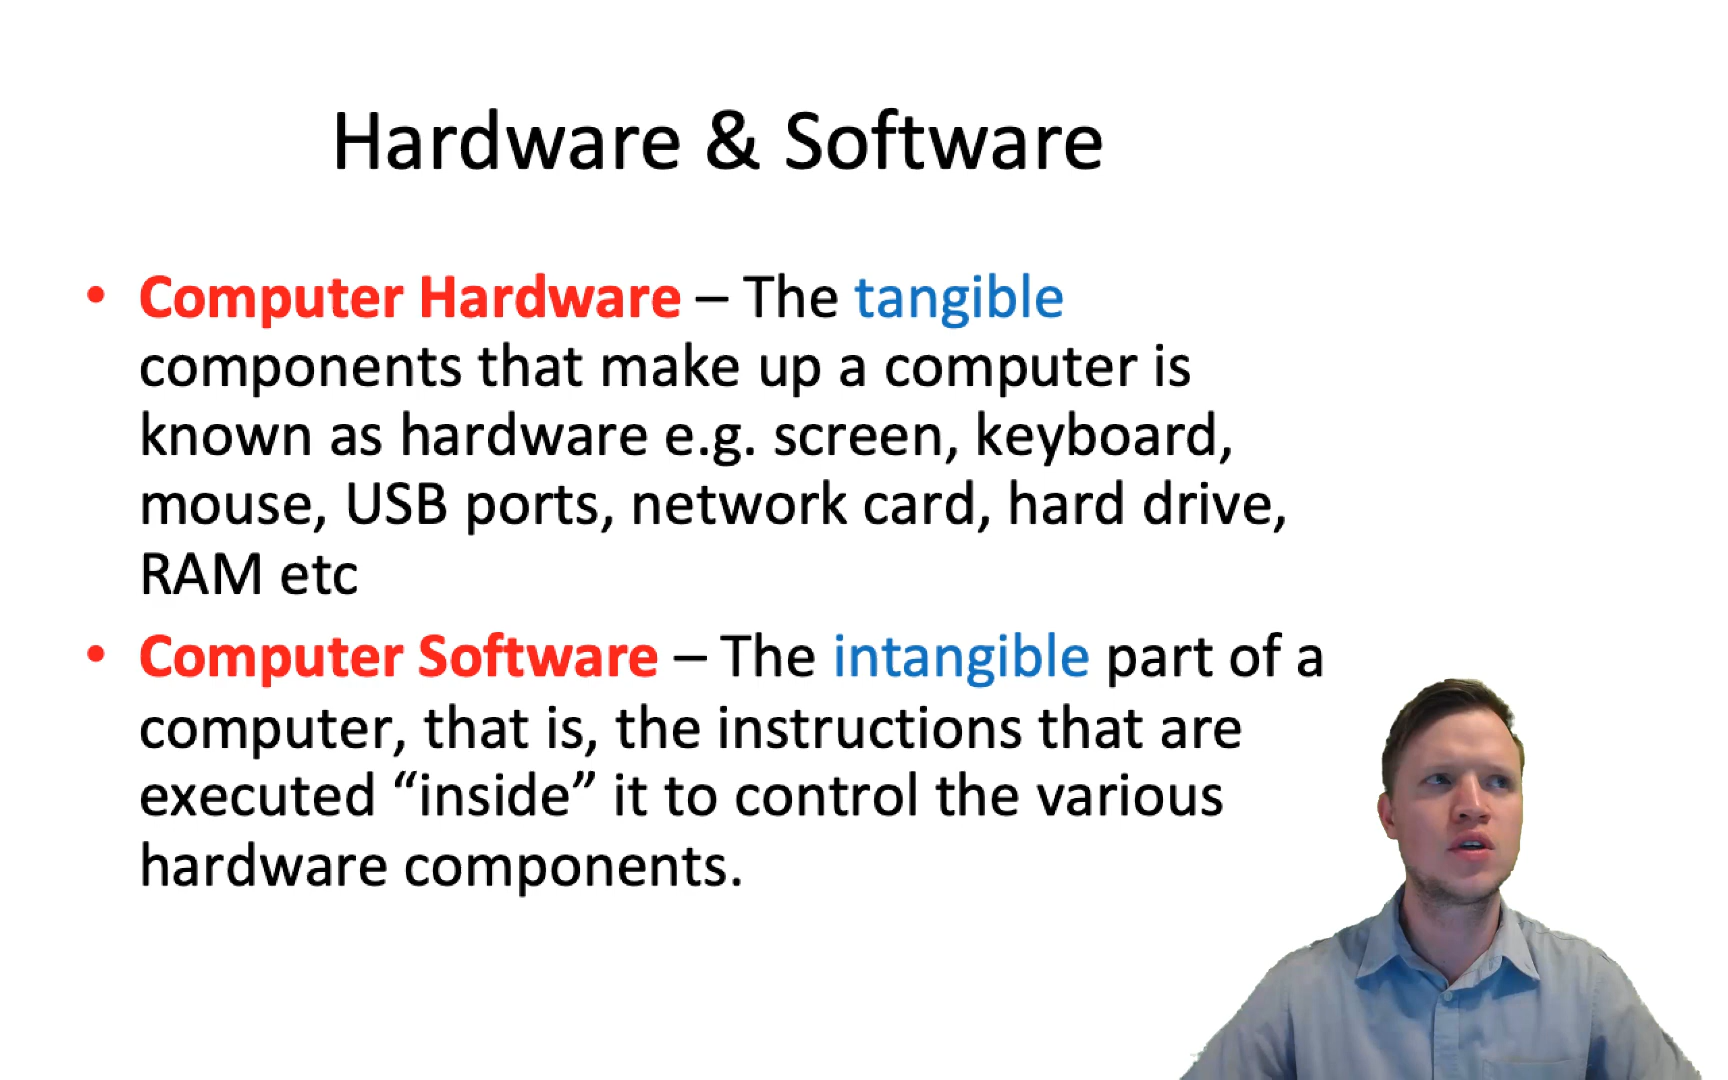 Hardware & Software
• Computer Hardware – The tangible
components that make up a computer is
known as hardware e.g. screen, keyboard,
mouse, USB ports, network card, hard drive,
RAM etc
• Computer Software – The intangible part of a
computer, that is, the instructions that are
executed “inside” it to control the various
hardware components.